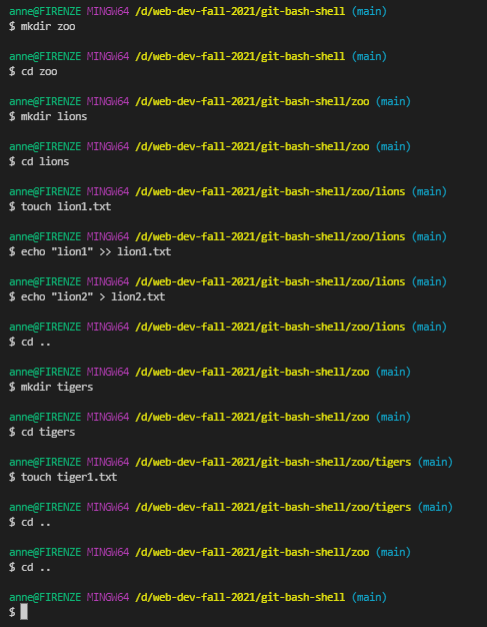 anne@FIRENZE MINGW64 /d/web-dev-fall-2021/git-bash-shell (main)
$ mkdir zoo
anne@FIRENZE MINGW64 /d/web-dev-fall-2021/git-bash-shell (main)
$ cd zoo
anne@FIRENZE MINGW64 /d/web-dev-fall-2021/git-bash-shell/zoo (main)
$ mkdir lions
anne@FIRENZE MINGW64 /d/web-dev-fall-2021/git-bash-shell/zoo (main)
$ cd lions
anne@FIRENZE MINGW64 /d/web-dev-fall-2021/git-bash-shell/zoo/lions (main)
$ touch lion1.txt
anne@FIRENZE MINGW64 /d/web-dev-fall-2021/git-bash-shell/zoo/lions (main)
$ echo "lion1" >> lion1.txt
anne@FIRENZE MINGW64 /d/web-dev-fall-2021/git-bash-shell/zoo/lions (main)
$ echo "lion2" > lion2.txt
anne@FIRENZE MINGW64 /d/web-dev-fall-2021/git-bash-shell/zoo/lions (main)
$ cd ..
anne@FIRENZE MINGW64 /d/web-dev-fall-2021/git-bash-shell/zoo (main)
$ mkdir tigers
anne@FIRENZE MINGW64 /d/web-dev-fall-2021/git-bash-shell/zoo (main)
$ cd tigers
anne@FIRENZE MINGW64 /d/web-dev-fall-2021/git-bash-shell/zoo/tigers (main)
$ touch tiger1.txt
anne@FIRENZE MINGW64 /d/web-dev-fall-2021/git-bash-shell/zoo/tigers (main)
$ cd ..
anne@FIRENZE MINGW64 /d/web-dev-fall-2021/git-bash-shell/zoo (main)
$ cd ..
anne@FIRENZE MINGW64 /d/web-dev-fall-2021/git-bash-shell (main)
$